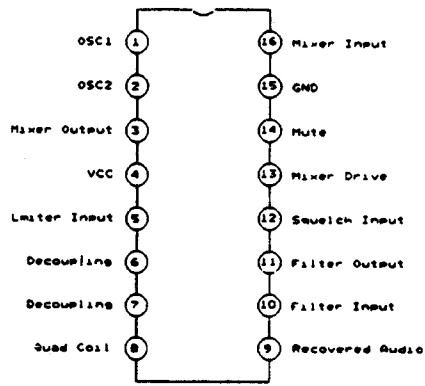 OSC1 1 16 Mixer Input
OSC2 2 15 GND
Mixer Output 3 14 Mute
VCC 4 13 Mixer Drive
Lmiter Input 5 12 Squelch Input
Decoupling 6 11 Filter Output
Decoupling 7 10 Filter Input
Quad Coil 8 9 Recovered Audio